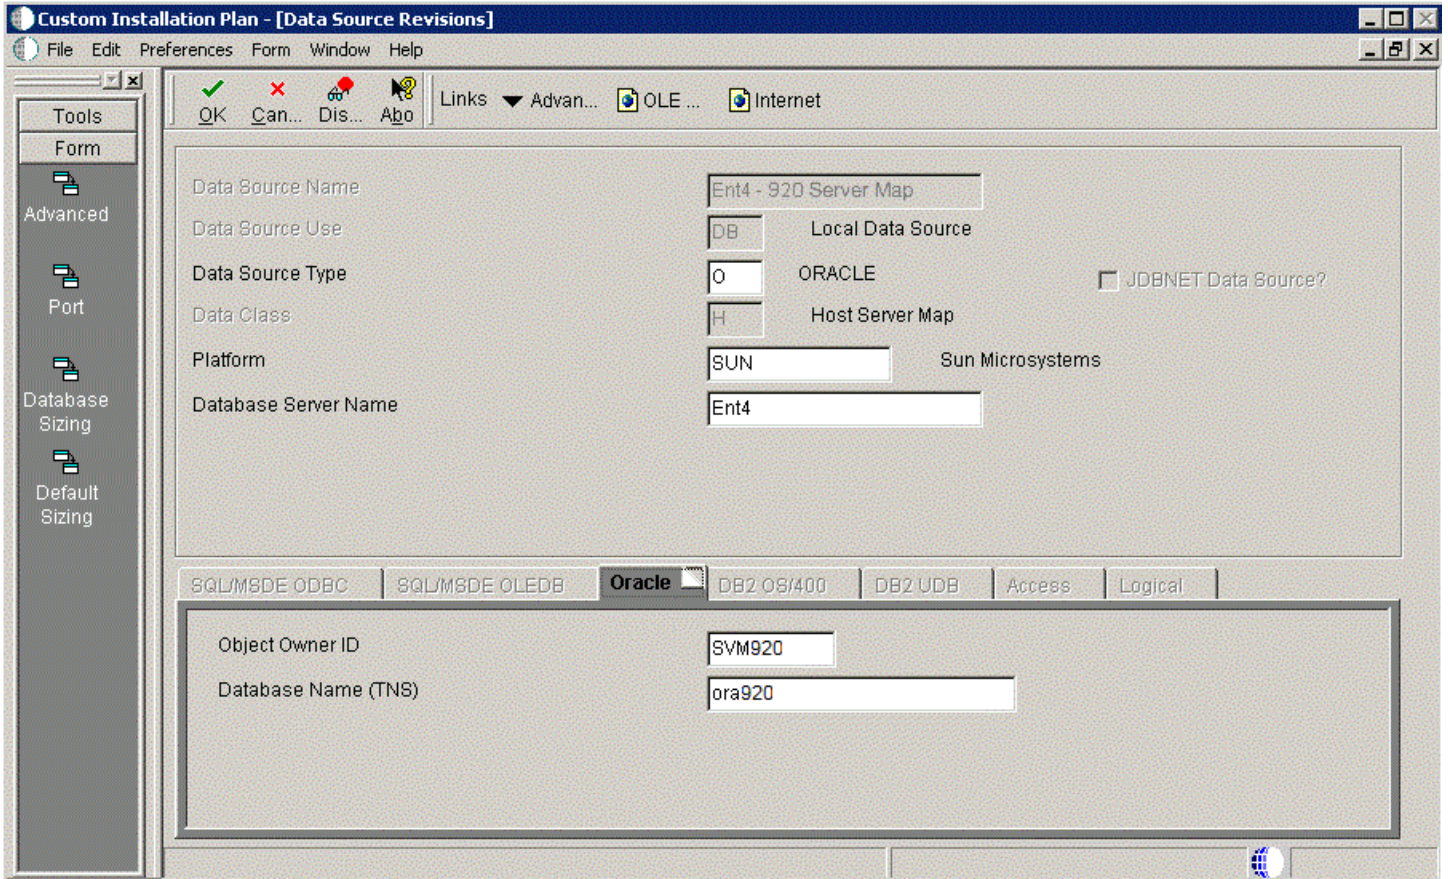 Custom Installation Plan - [Data Source Revisions]
File Edit Preferences Form Window Help
OK Can... Dis... Abo Links Advan... OLE ... Internet
Tools
Form
Advanced
Port
Database
Sizing
Default
Sizing
Data Source Name Ent4 - 920 Server Map
Data Source Use DB Local Data Source
Data Source Type O ORACLE JDBNET Data Source?
Data Class H Host Server Map
Platform SUN Sun Microsystems
Database Server Name Ent4
SQL/MSDE ODBC SQL/MSDE OLEDB Oracle DB2 OS/400 DB2 UDB Access Logical
Object Owner ID SVM920
Database Name (TNS) ora920